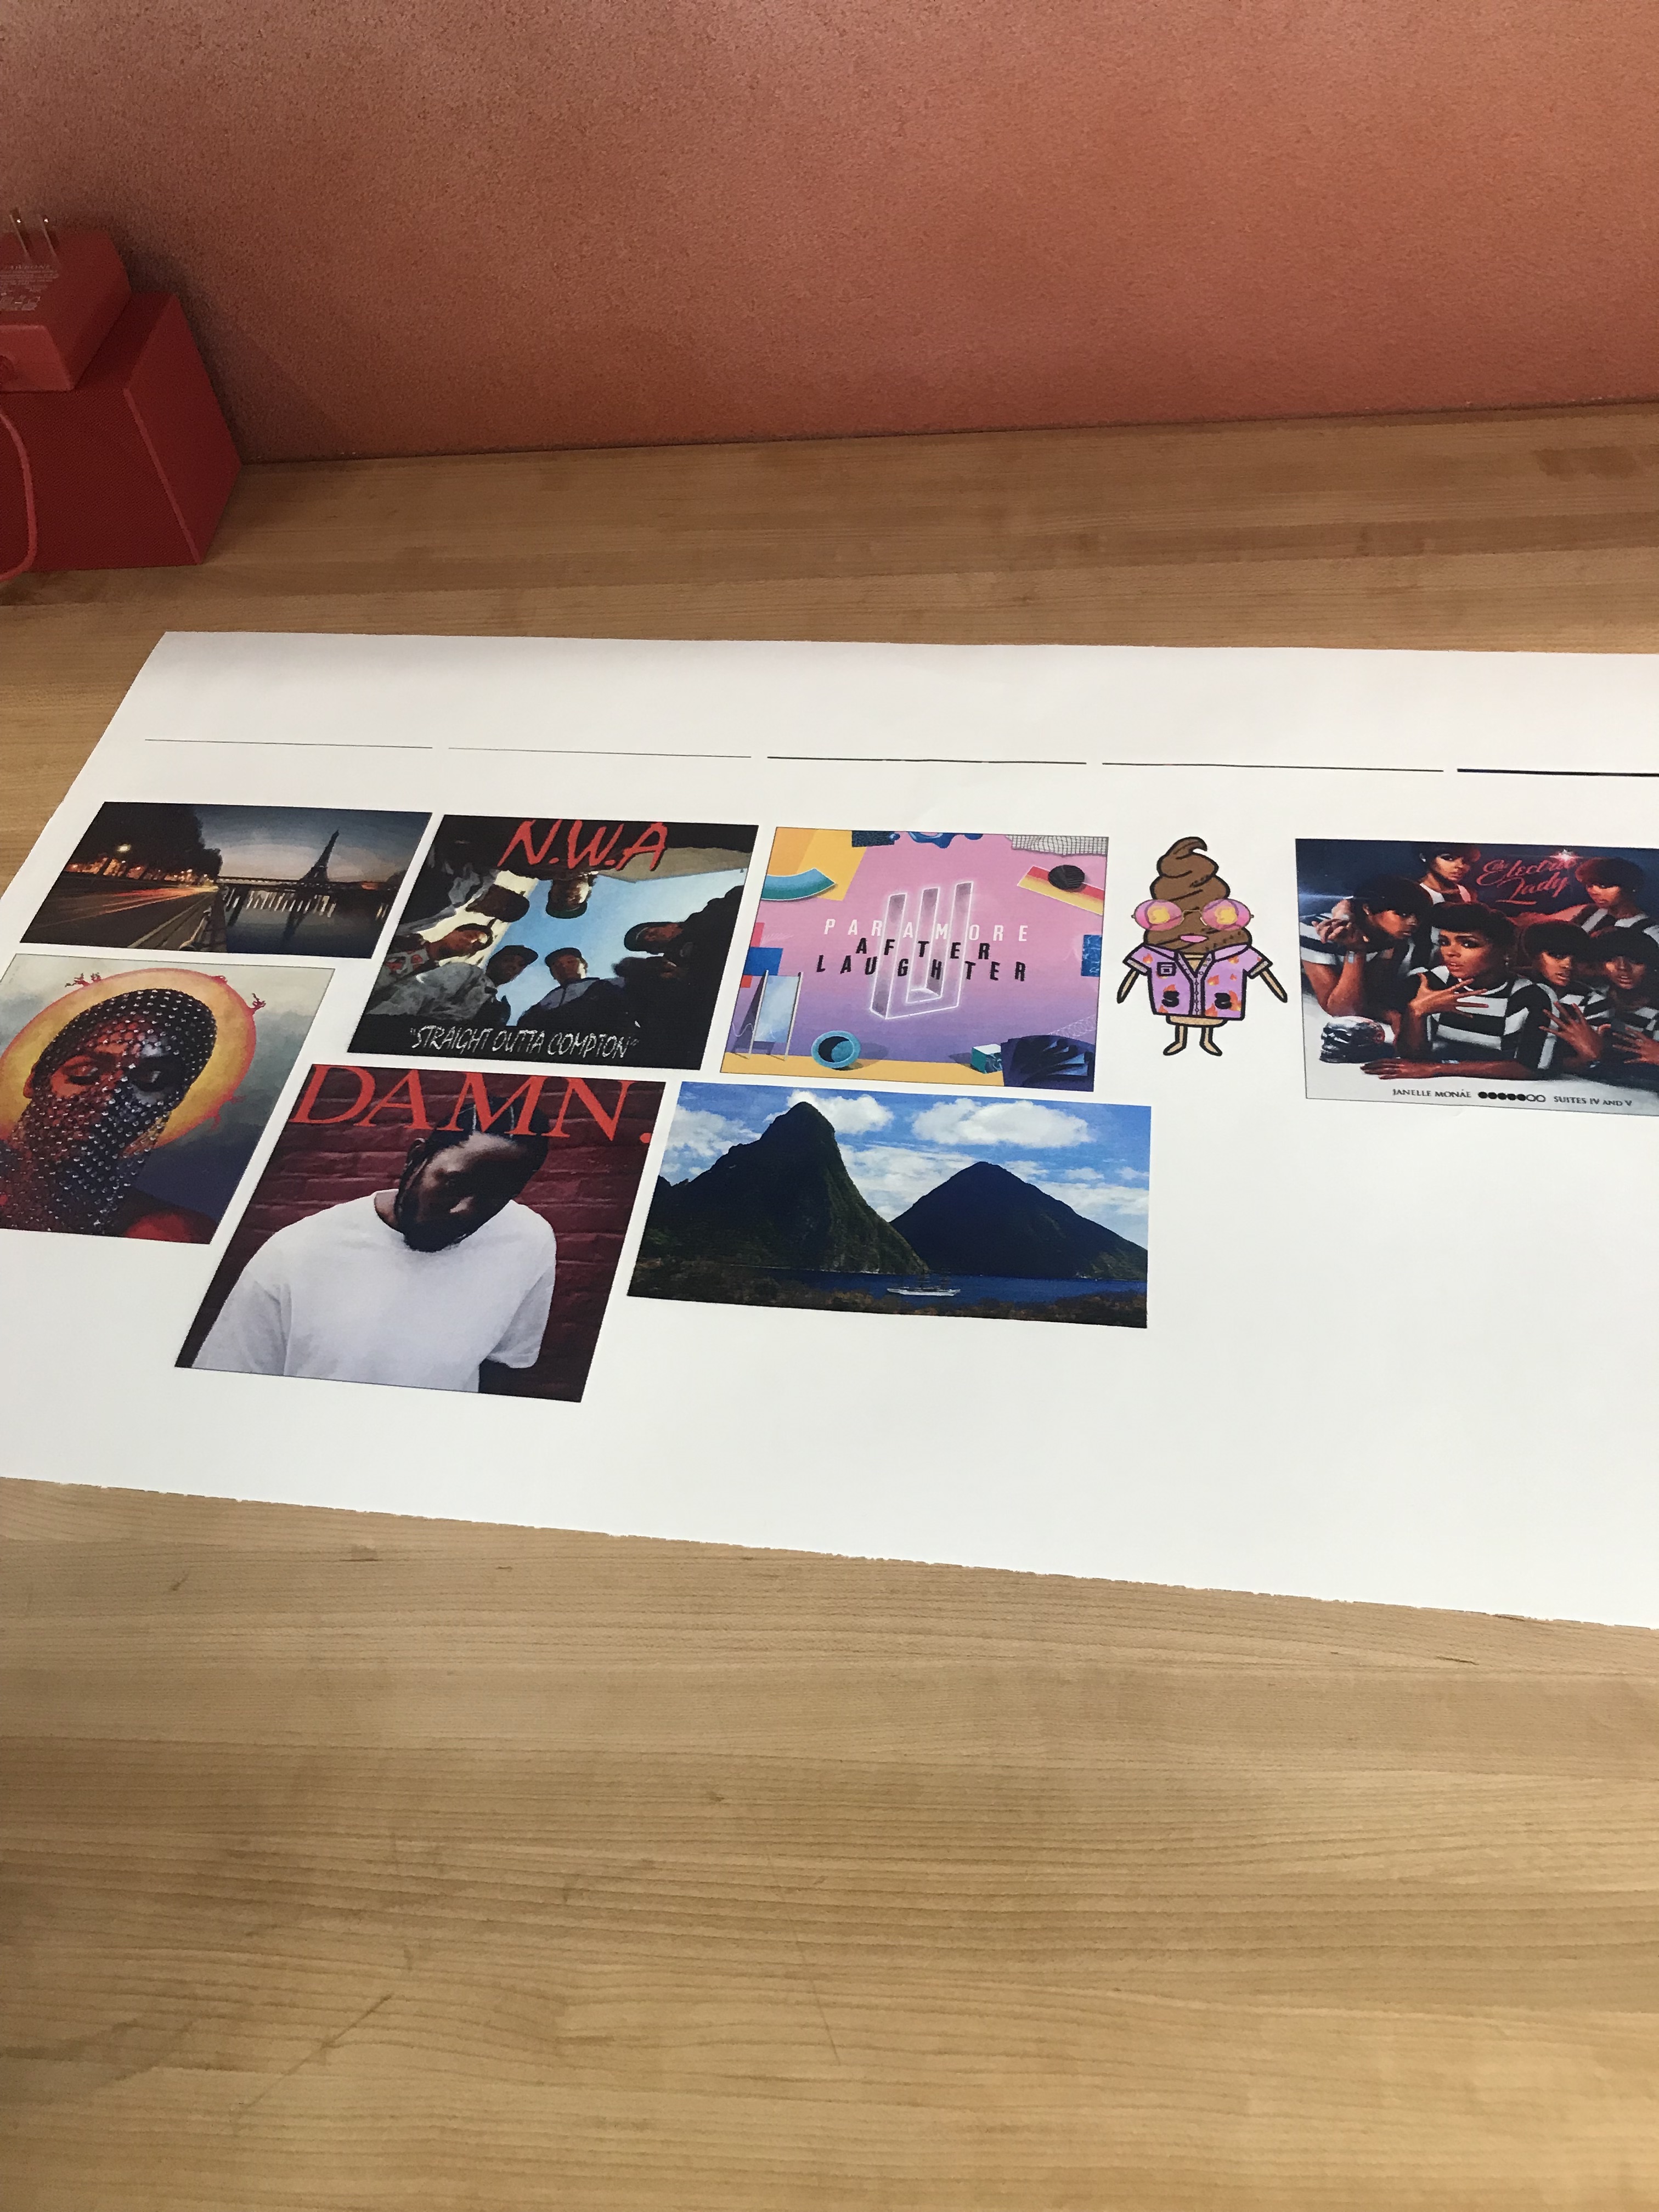 N.W.A
"STRAIGHT OUTTA COMPTON"
PARAMORE
AFTER
LAUGHTER
Electric
Lady
JANELLE MONÁE SUITES IV AND V
DAMN.